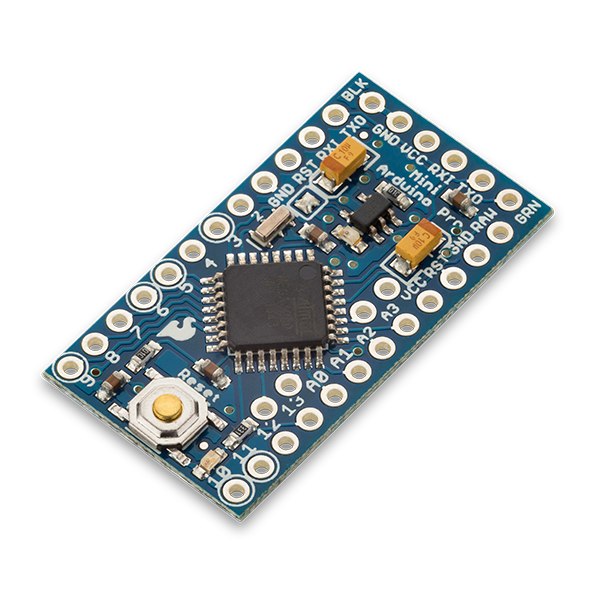 BLK
GND
VCC
RXI
TXO
GRN
TXO
RXI
RST
GND
2
3
4
5
6
7
8
9
Mini
Arduino Pro
RAW
GND
RST
VCC
A3
A2
A1
A0
13
12
11
10
Reset